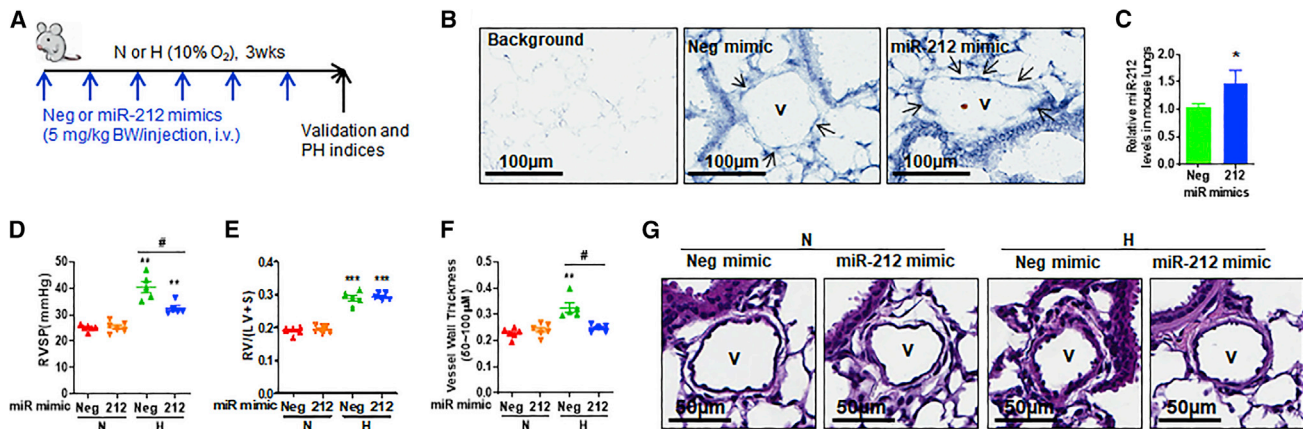 A
N or H (10% O2), 3wks
Neg or miR-212 mimics
(5 mg/kg BW/injection, i.v.)
Validation and
PH indices
B
Background
Neg mimic
miR-212 mimic
V
V
100µm
100µm
100µm
C
Relative miR-212
levels in mouse lungs
2.0
1.5
1.0
0.5
0.0
*
Neg
212
miR mimics
D
RVSP(mmHg)
50
40
30
20
10
0
#
**
**
miR mimic
Neg 212 Neg 212
N
H
E
RV/(LV+S)
0.4
0.3
0.2
0.1
0.0
***
***
miR mimic
Neg 212 Neg 212
N
H
F
Vessel Wall Trickness
(50~100µM)
0.5
0.4
0.3
0.2
0.1
0.0
#
**
miR mimic
Neg 212 Neg 212
N
H
G
N
H
Neg mimic
miR-212 mimic
Neg mimic
miR-212 mimic
V
V
V
V
50µm
50µm
50µm
50µm